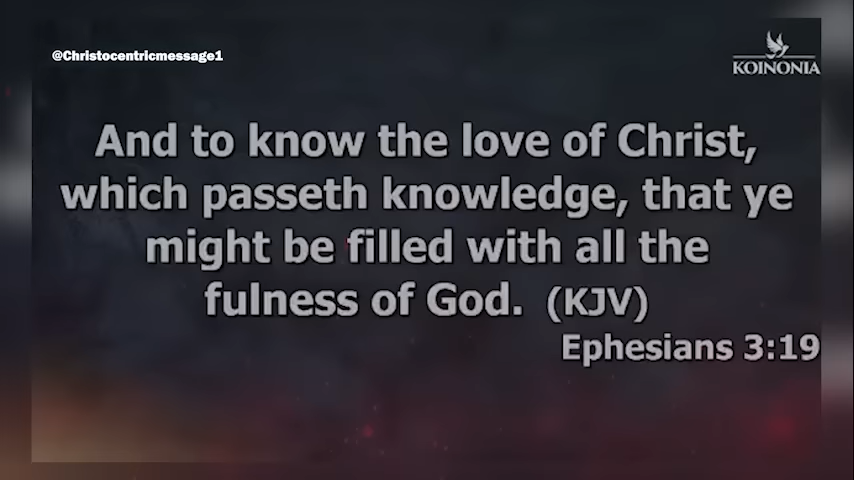 @Christocentricmessage1
KOINONIA
And to know the love of Christ,
which passeth knowledge, that ye
might be filled with all the
fulness of God. (KJV)
Ephesians 3:19